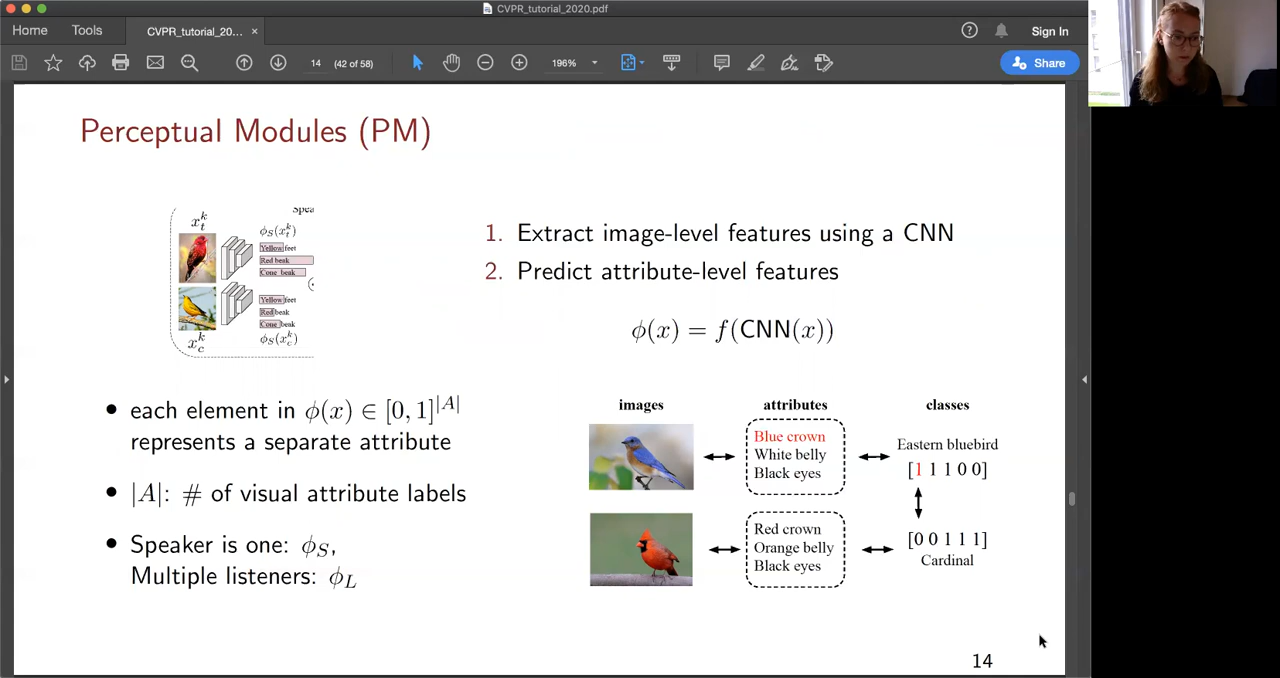 CVPR_tutorial_2020.pdf
Home
Tools
CVPR_tutorial_20...
×
?
Sign In
14
(42 of 58)
196%
Share
Perceptual Modules (PM)
x_t^k
ϕ_S(x_t^k)
Yellow feet
Red beak
Cone beak
Yellow feet
Red beak
Cone beak
x_c^k
ϕ_S(x_c^k)
1. Extract image-level features using a CNN
2. Predict attribute-level features
ϕ(x) = f(CNN(x))
• each element in ϕ(x) ∈ [0, 1]^|A|
represents a separate attribute
• |A|: # of visual attribute labels
• Speaker is one: ϕ_S,
Multiple listeners: ϕ_L
images
attributes
classes
Blue crown
White belly
Black eyes
Eastern bluebird
[1 1 1 0 0]
Red crown
Orange belly
Black eyes
[0 0 1 1 1]
Cardinal
14